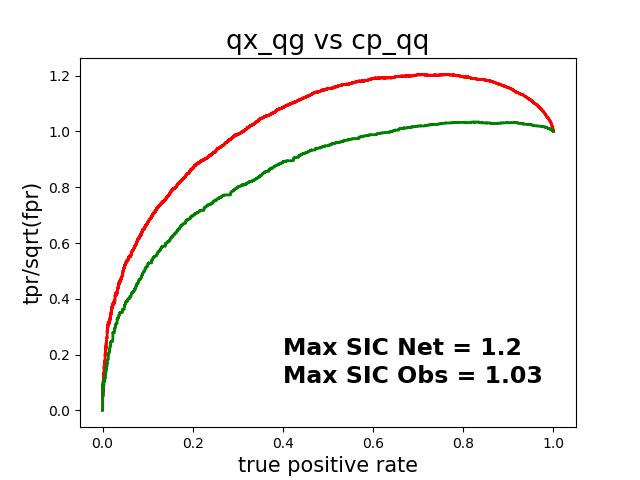 qx_qg vs cp_qq
1.2
1.0
0.8
0.6
0.4
0.2
0.0
tpr/sqrt(fpr)
Max SIC Net = 1.2
Max SIC Obs = 1.03
0.0 0.2 0.4 0.6 0.8 1.0
true positive rate